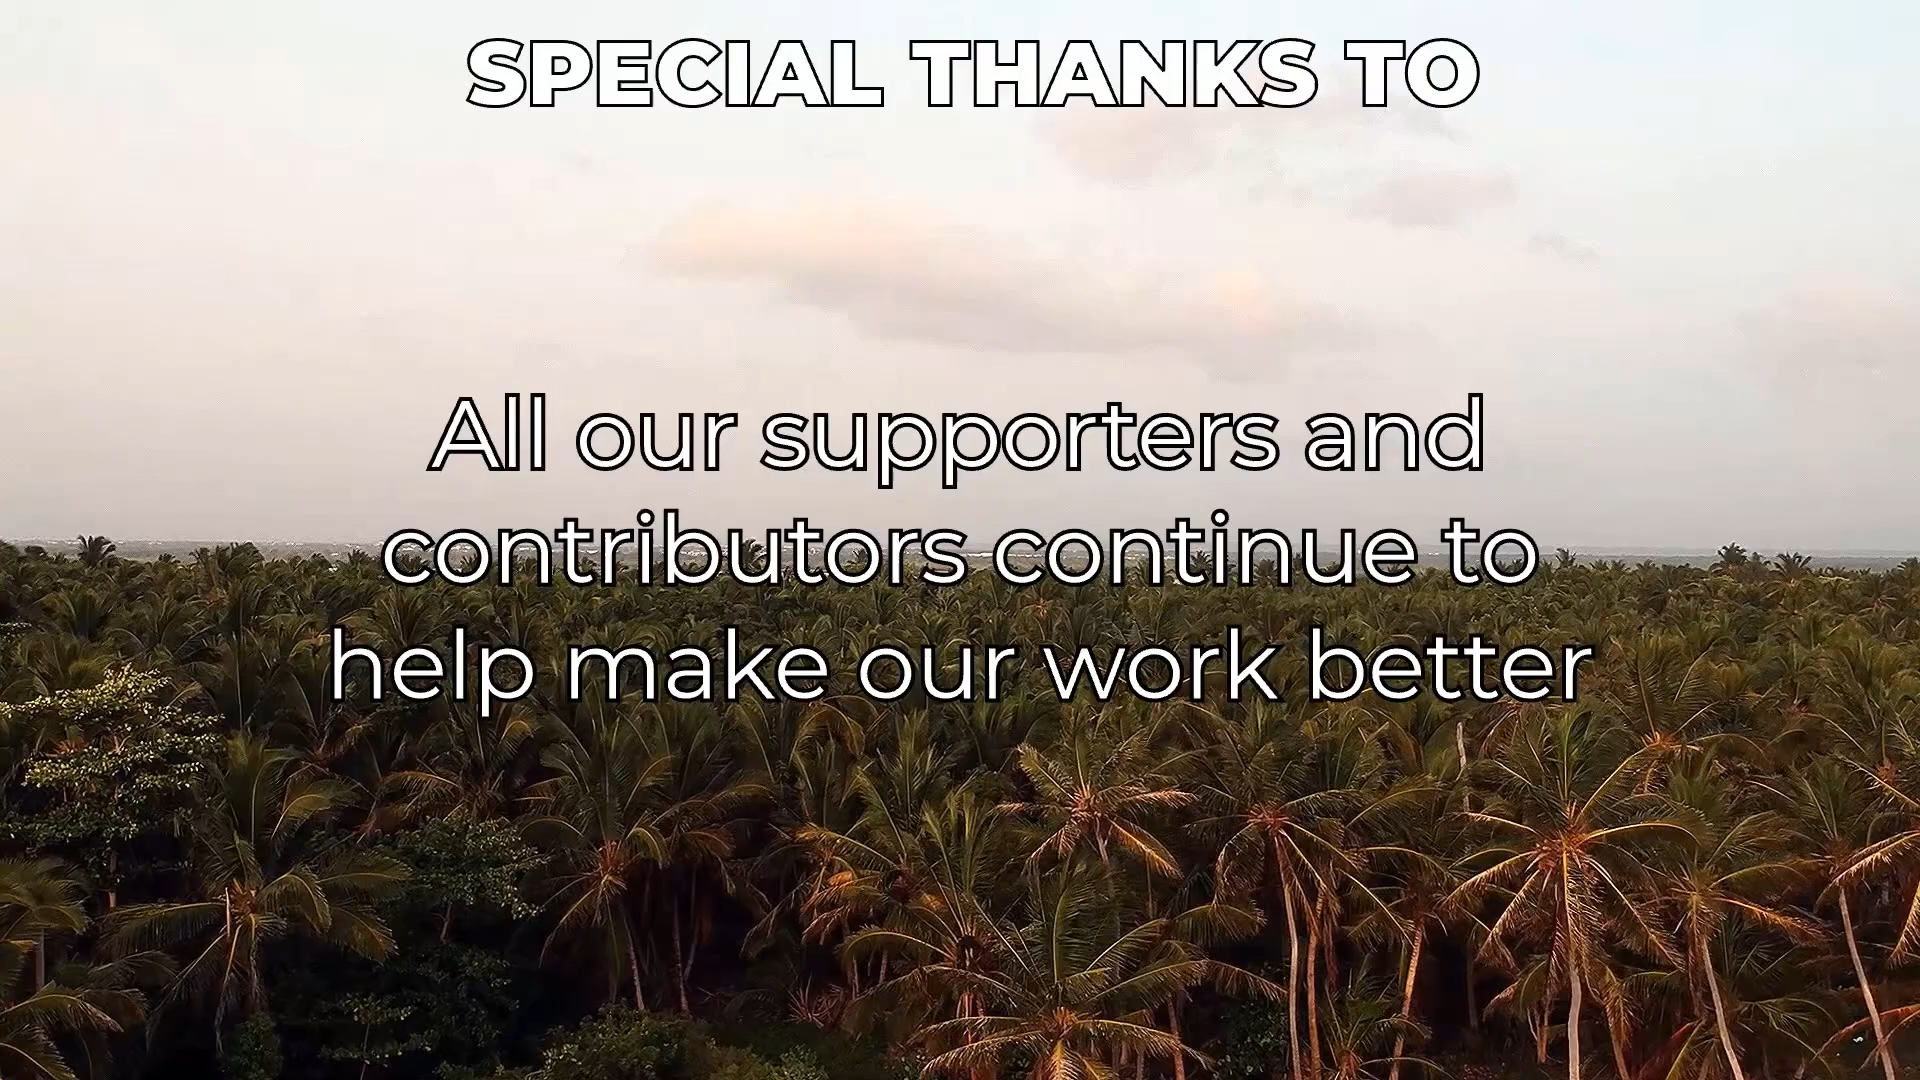 SPECIAL THANKS TO
All our supporters and
contributors continue to
help make our work better